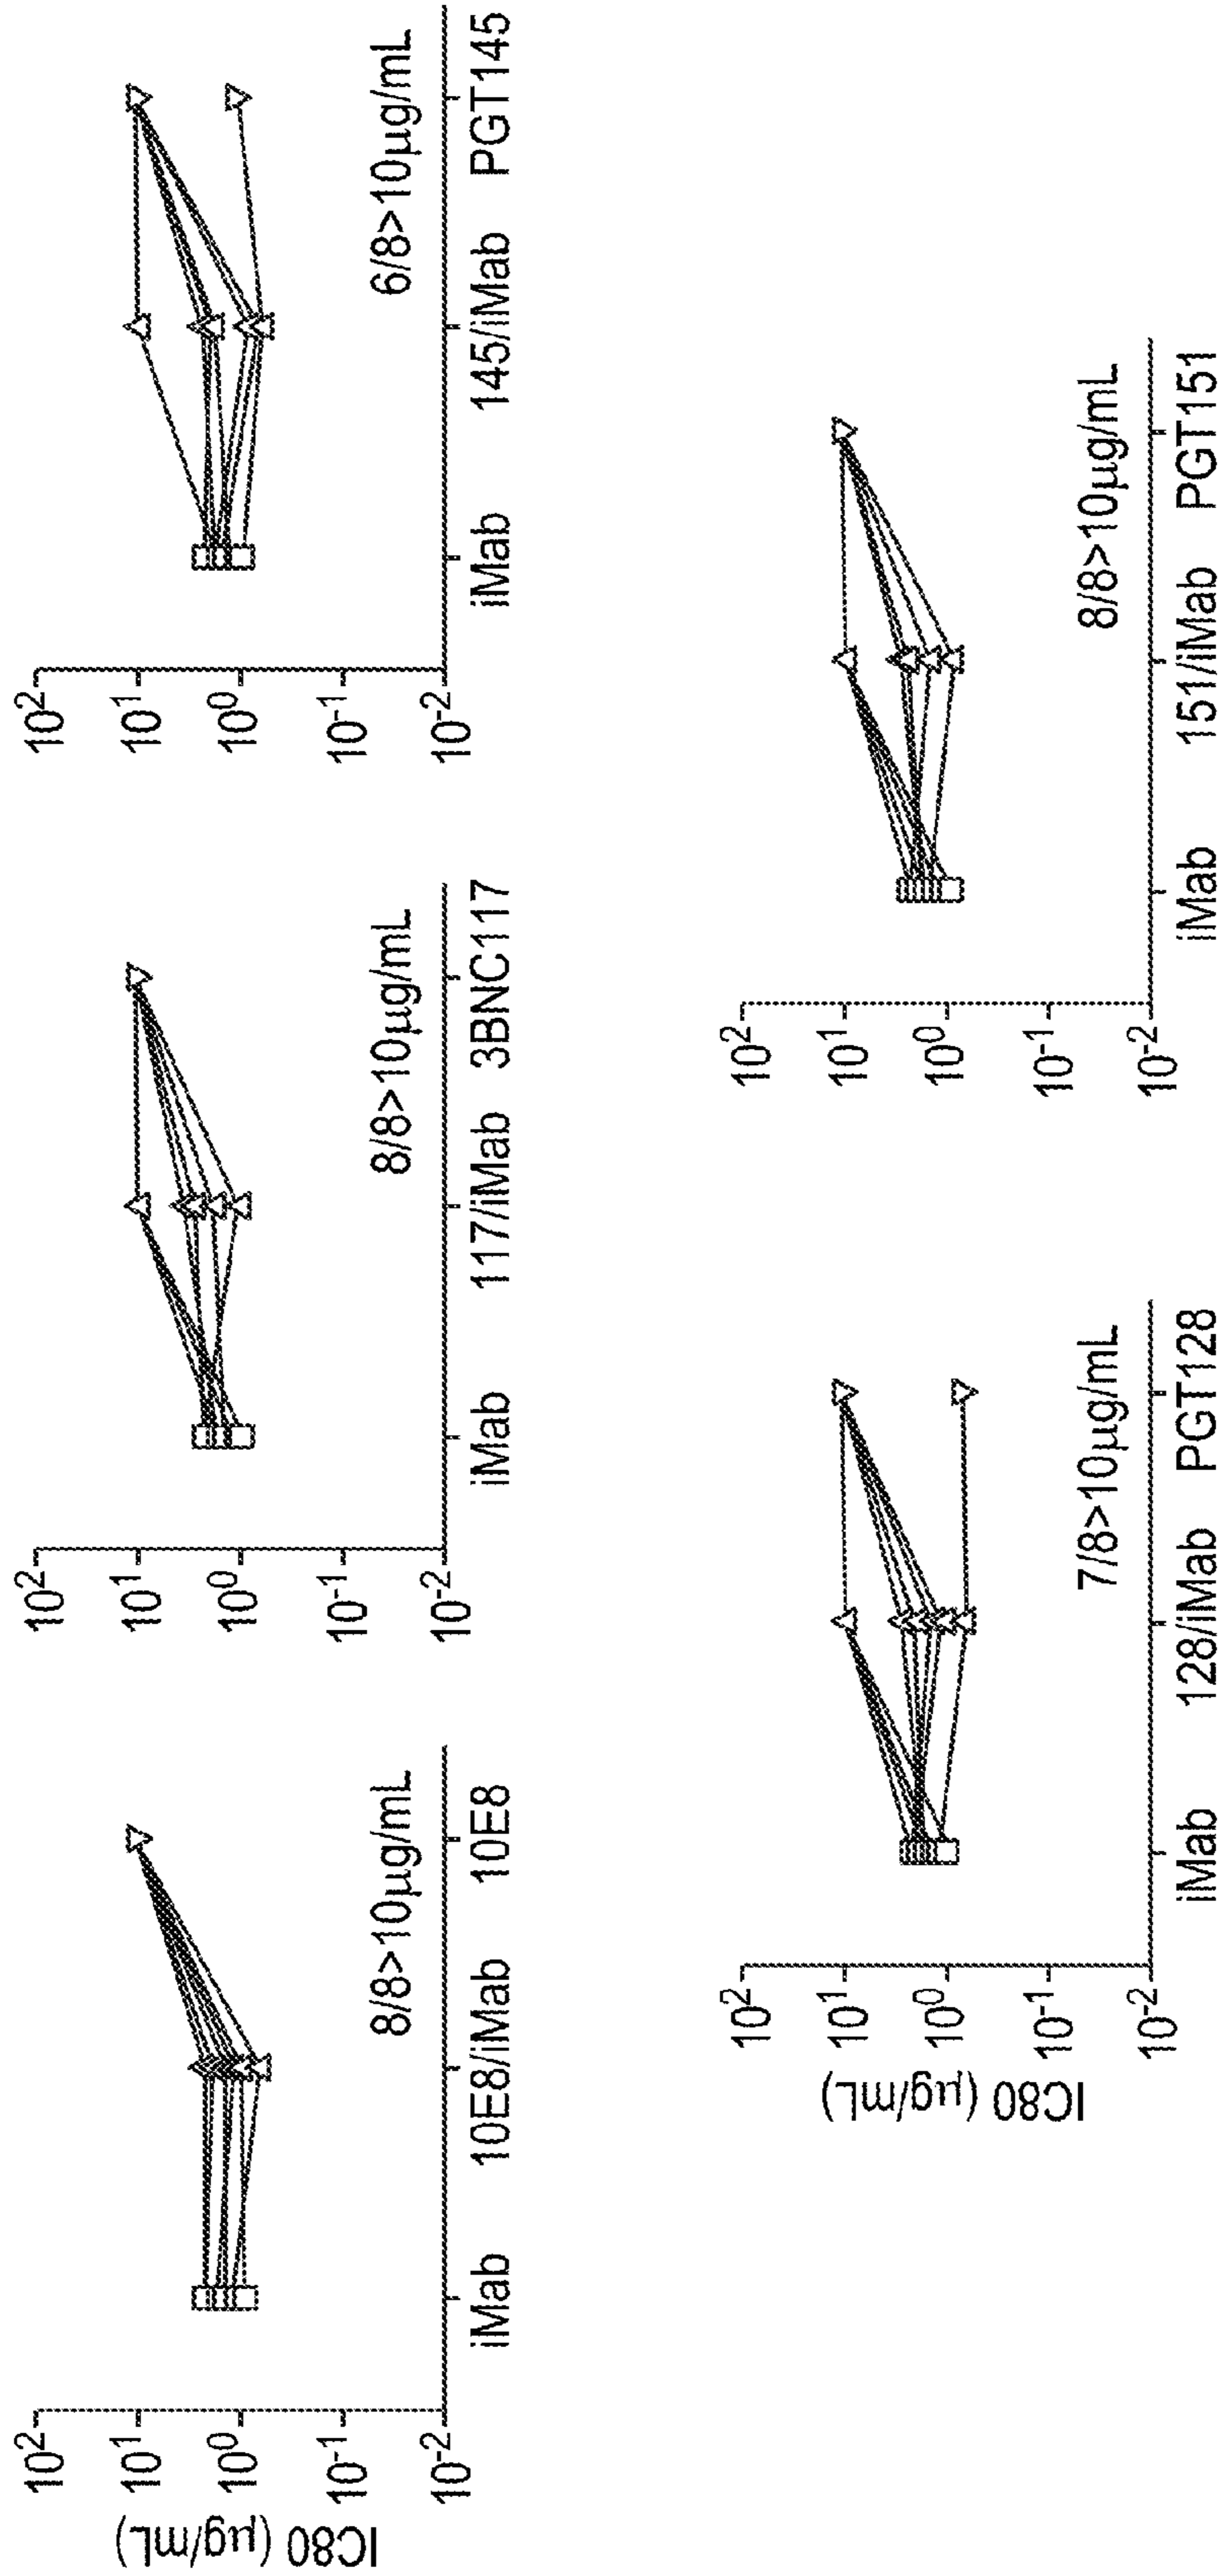 IC80 (µg/mL)
10²
10¹
10⁰
10⁻¹
10⁻²
8/8>10µg/mL
iMab 10E8/iMab 10E8
10²
10¹
10⁰
10⁻¹
10⁻²
8/8>10µg/mL
iMab 117/iMab 3BNC117
10²
10¹
10⁰
10⁻¹
10⁻²
6/8>10µg/mL
iMab 145/iMab PGT145
IC80 (µg/mL)
10²
10¹
10⁰
10⁻¹
10⁻²
7/8>10µg/mL
iMab 128/iMab PGT128
10²
10¹
10⁰
10⁻¹
10⁻²
8/8>10µg/mL
iMab 151/iMab PGT151